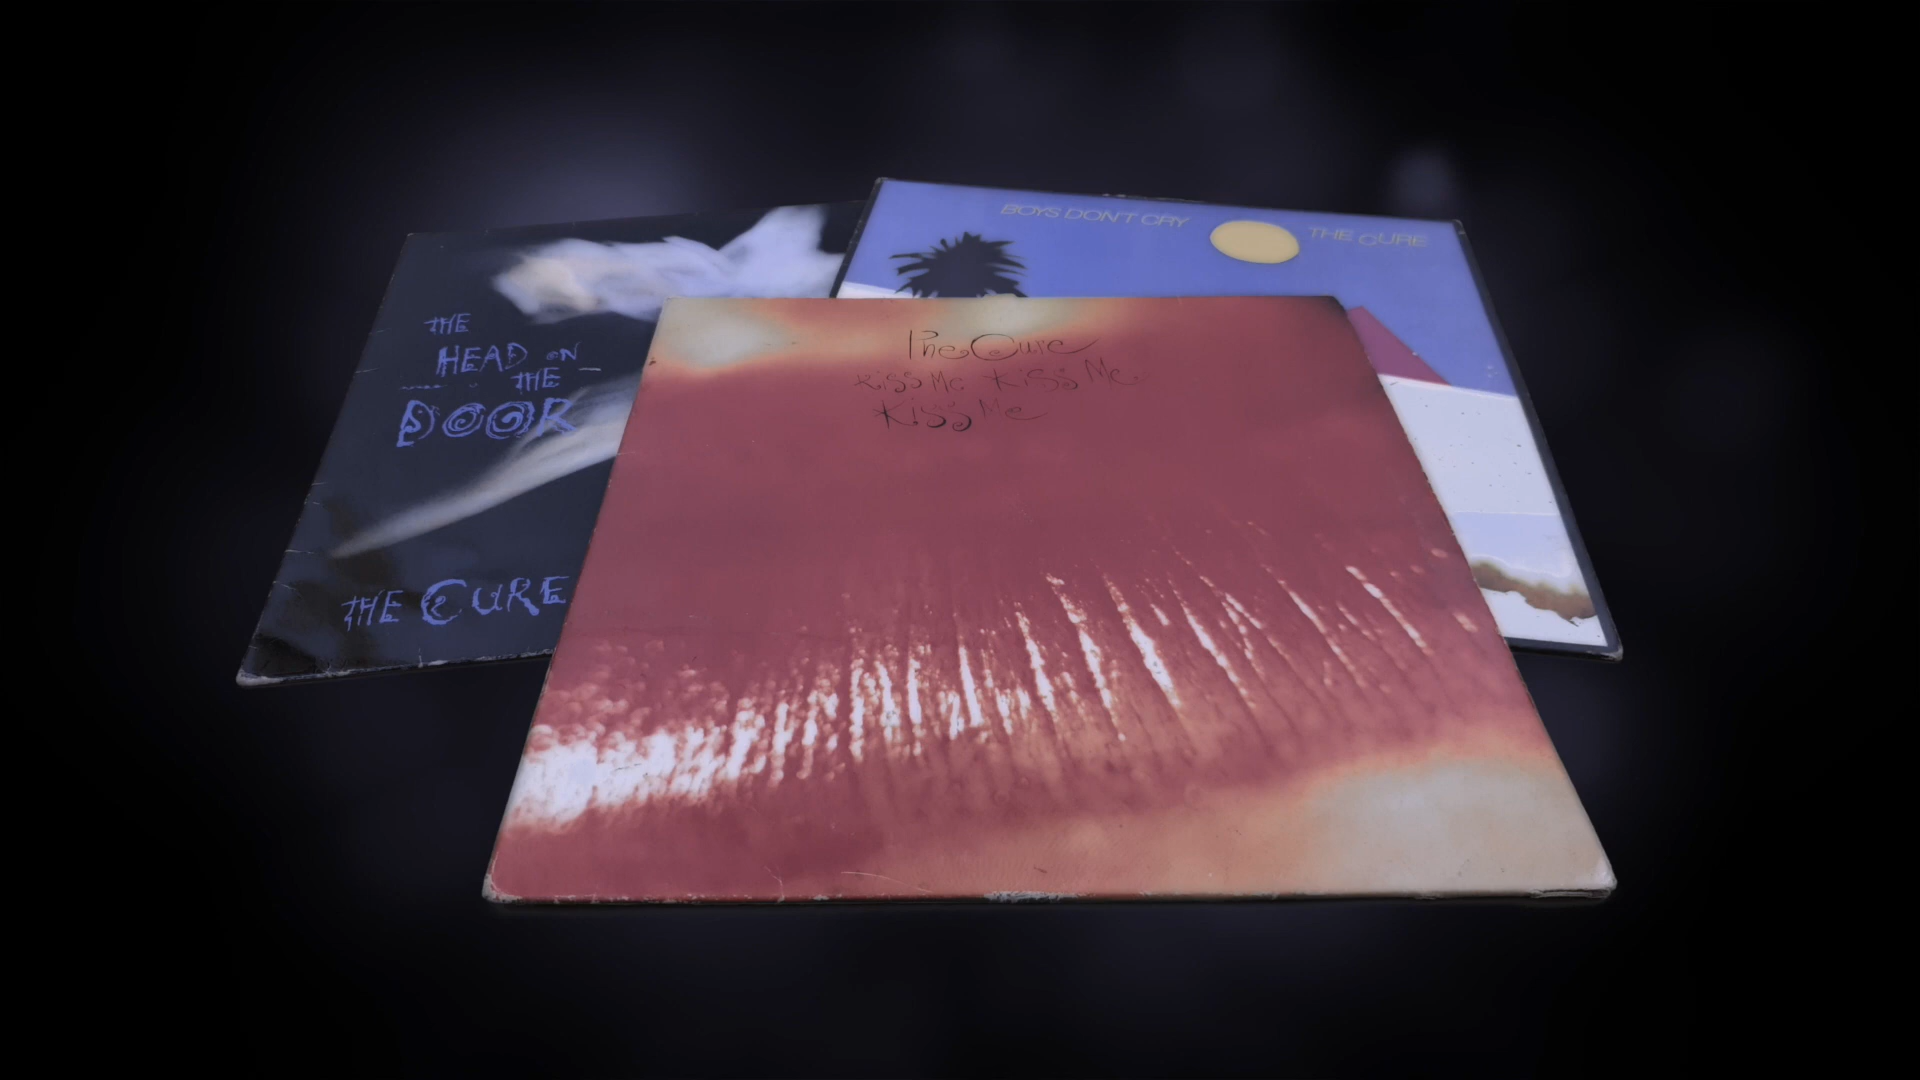 BOYS DON'T CRY
THE CURE
THE
HEAD ON
THE
DOOR
THE CURE
The Cure
Kiss Me Kiss Me
Kiss Me